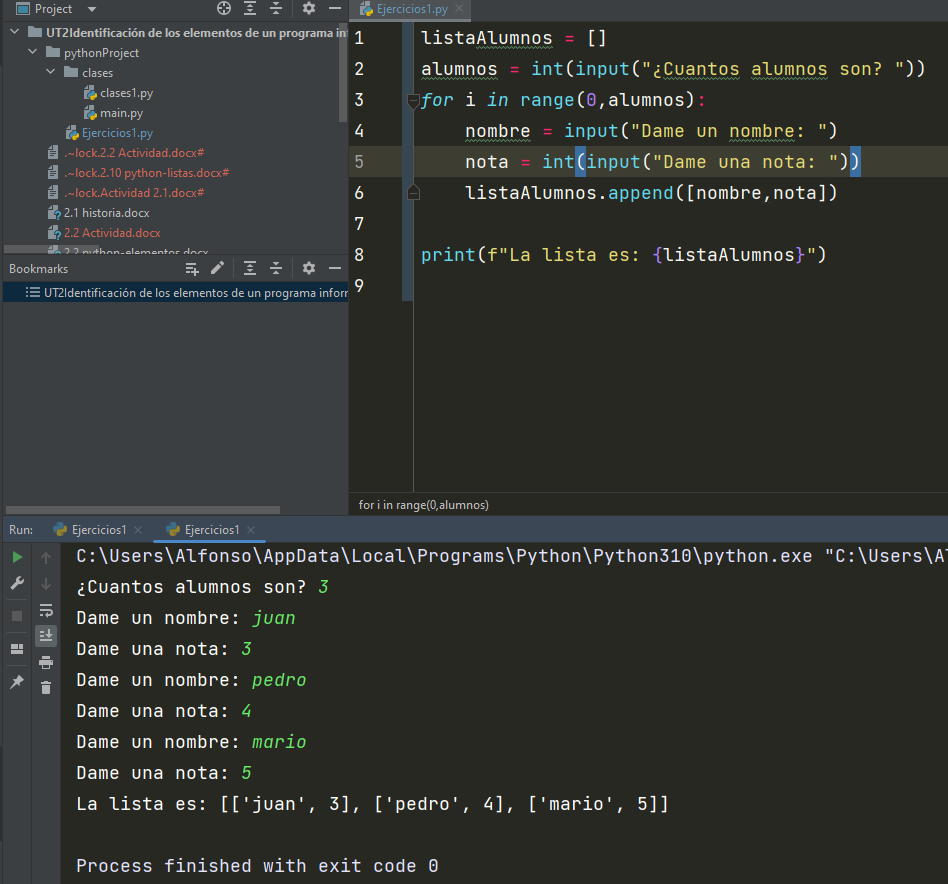 Project
UT2Identificación de los elementos de un programa in
pythonProject
clases
clases1.py
main.py
Ejercicios1.py
.~lock.2.2 Actividad.docx#
.~lock.2.10 python-listas.docx#
.~lock.Actividad 2.1.docx#
2.1 historia.docx
2.2 Actividad.docx
2.2 python-elementos.docx
Bookmarks
UT2Identificación de los elementos de un programa inform
Ejercicios1.py
1 listaAlumnos = []
2 alumnos = int(input("¿Cuantos alumnos son? "))
3 for i in range(0,alumnos):
4 nombre = input("Dame un nombre: ")
5 nota = int(input("Dame una nota: "))
6 listaAlumnos.append([nombre,nota])
7
8 print(f"La lista es: {listaAlumnos}")
9
for i in range(0,alumnos)
Run: Ejercicios1 Ejercicios1
C:\Users\Alfonso\AppData\Local\Programs\Python\Python310\python.exe "C:\Users\Al
¿Cuantos alumnos son? 3
Dame un nombre: juan
Dame una nota: 3
Dame un nombre: pedro
Dame una nota: 4
Dame un nombre: mario
Dame una nota: 5
La lista es: [['juan', 3], ['pedro', 4], ['mario', 5]]
Process finished with exit code 0